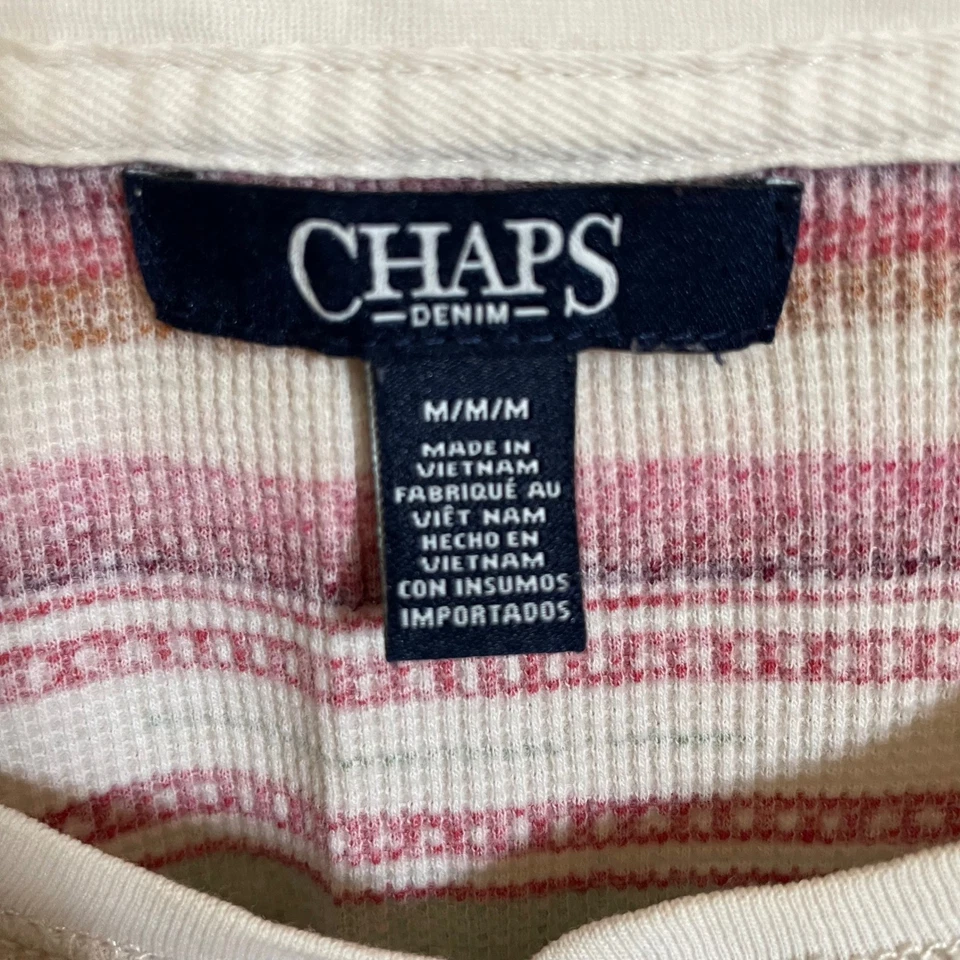 CHAPS
DENIM
M/M/M
MADE IN
VIETNAM
FABRIQUÉ AU
VIÊT NAM
HECHO EN
VIETNAM
CON INSUMOS
IMPORTADOS